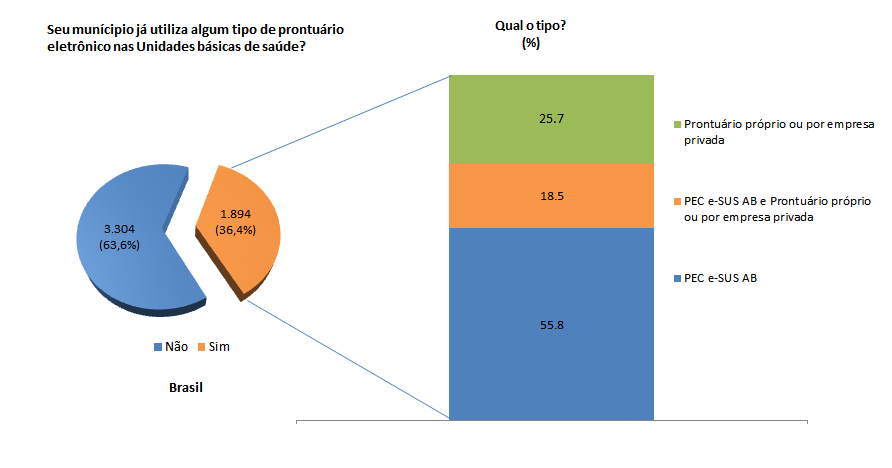 Seu munícipio já utiliza algum tipo de prontuário
eletrônico nas Unidades básicas de saúde?
3.304
(63,6%)
1.894
(36,4%)
Não
Sim
Brasil
Qual o tipo?
(%)
25.7
18.5
55.8
Prontuário próprio ou por empresa
privada
PEC e-SUS AB e Prontuário próprio
ou por empresa privada
PEC e-SUS AB